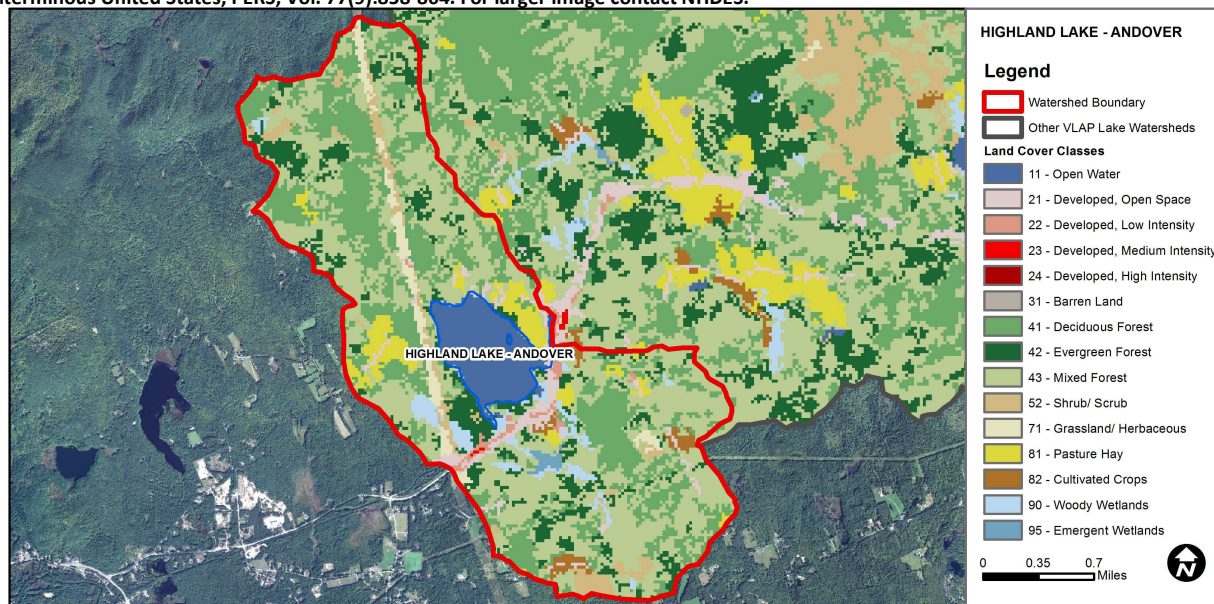 HIGHLAND LAKE - ANDOVER
Legend
Watershed Boundary
Other VLAP Lake Watersheds
Land Cover Classes
11 - Open Water
21 - Developed, Open Space
22 - Developed, Low Intensity
23 - Developed, Medium Intensity
24 - Developed, High Intensity
31 - Barren Land
41 - Deciduous Forest
42 - Evergreen Forest
43 - Mixed Forest
52 - Shrub/ Scrub
71 - Grassland/ Herbaceous
81 - Pasture Hay
82 - Cultivated Crops
90 - Woody Wetlands
95 - Emergent Wetlands
0 0.35 0.7
Miles
N
HIGHLAND LAKE - ANDOVER